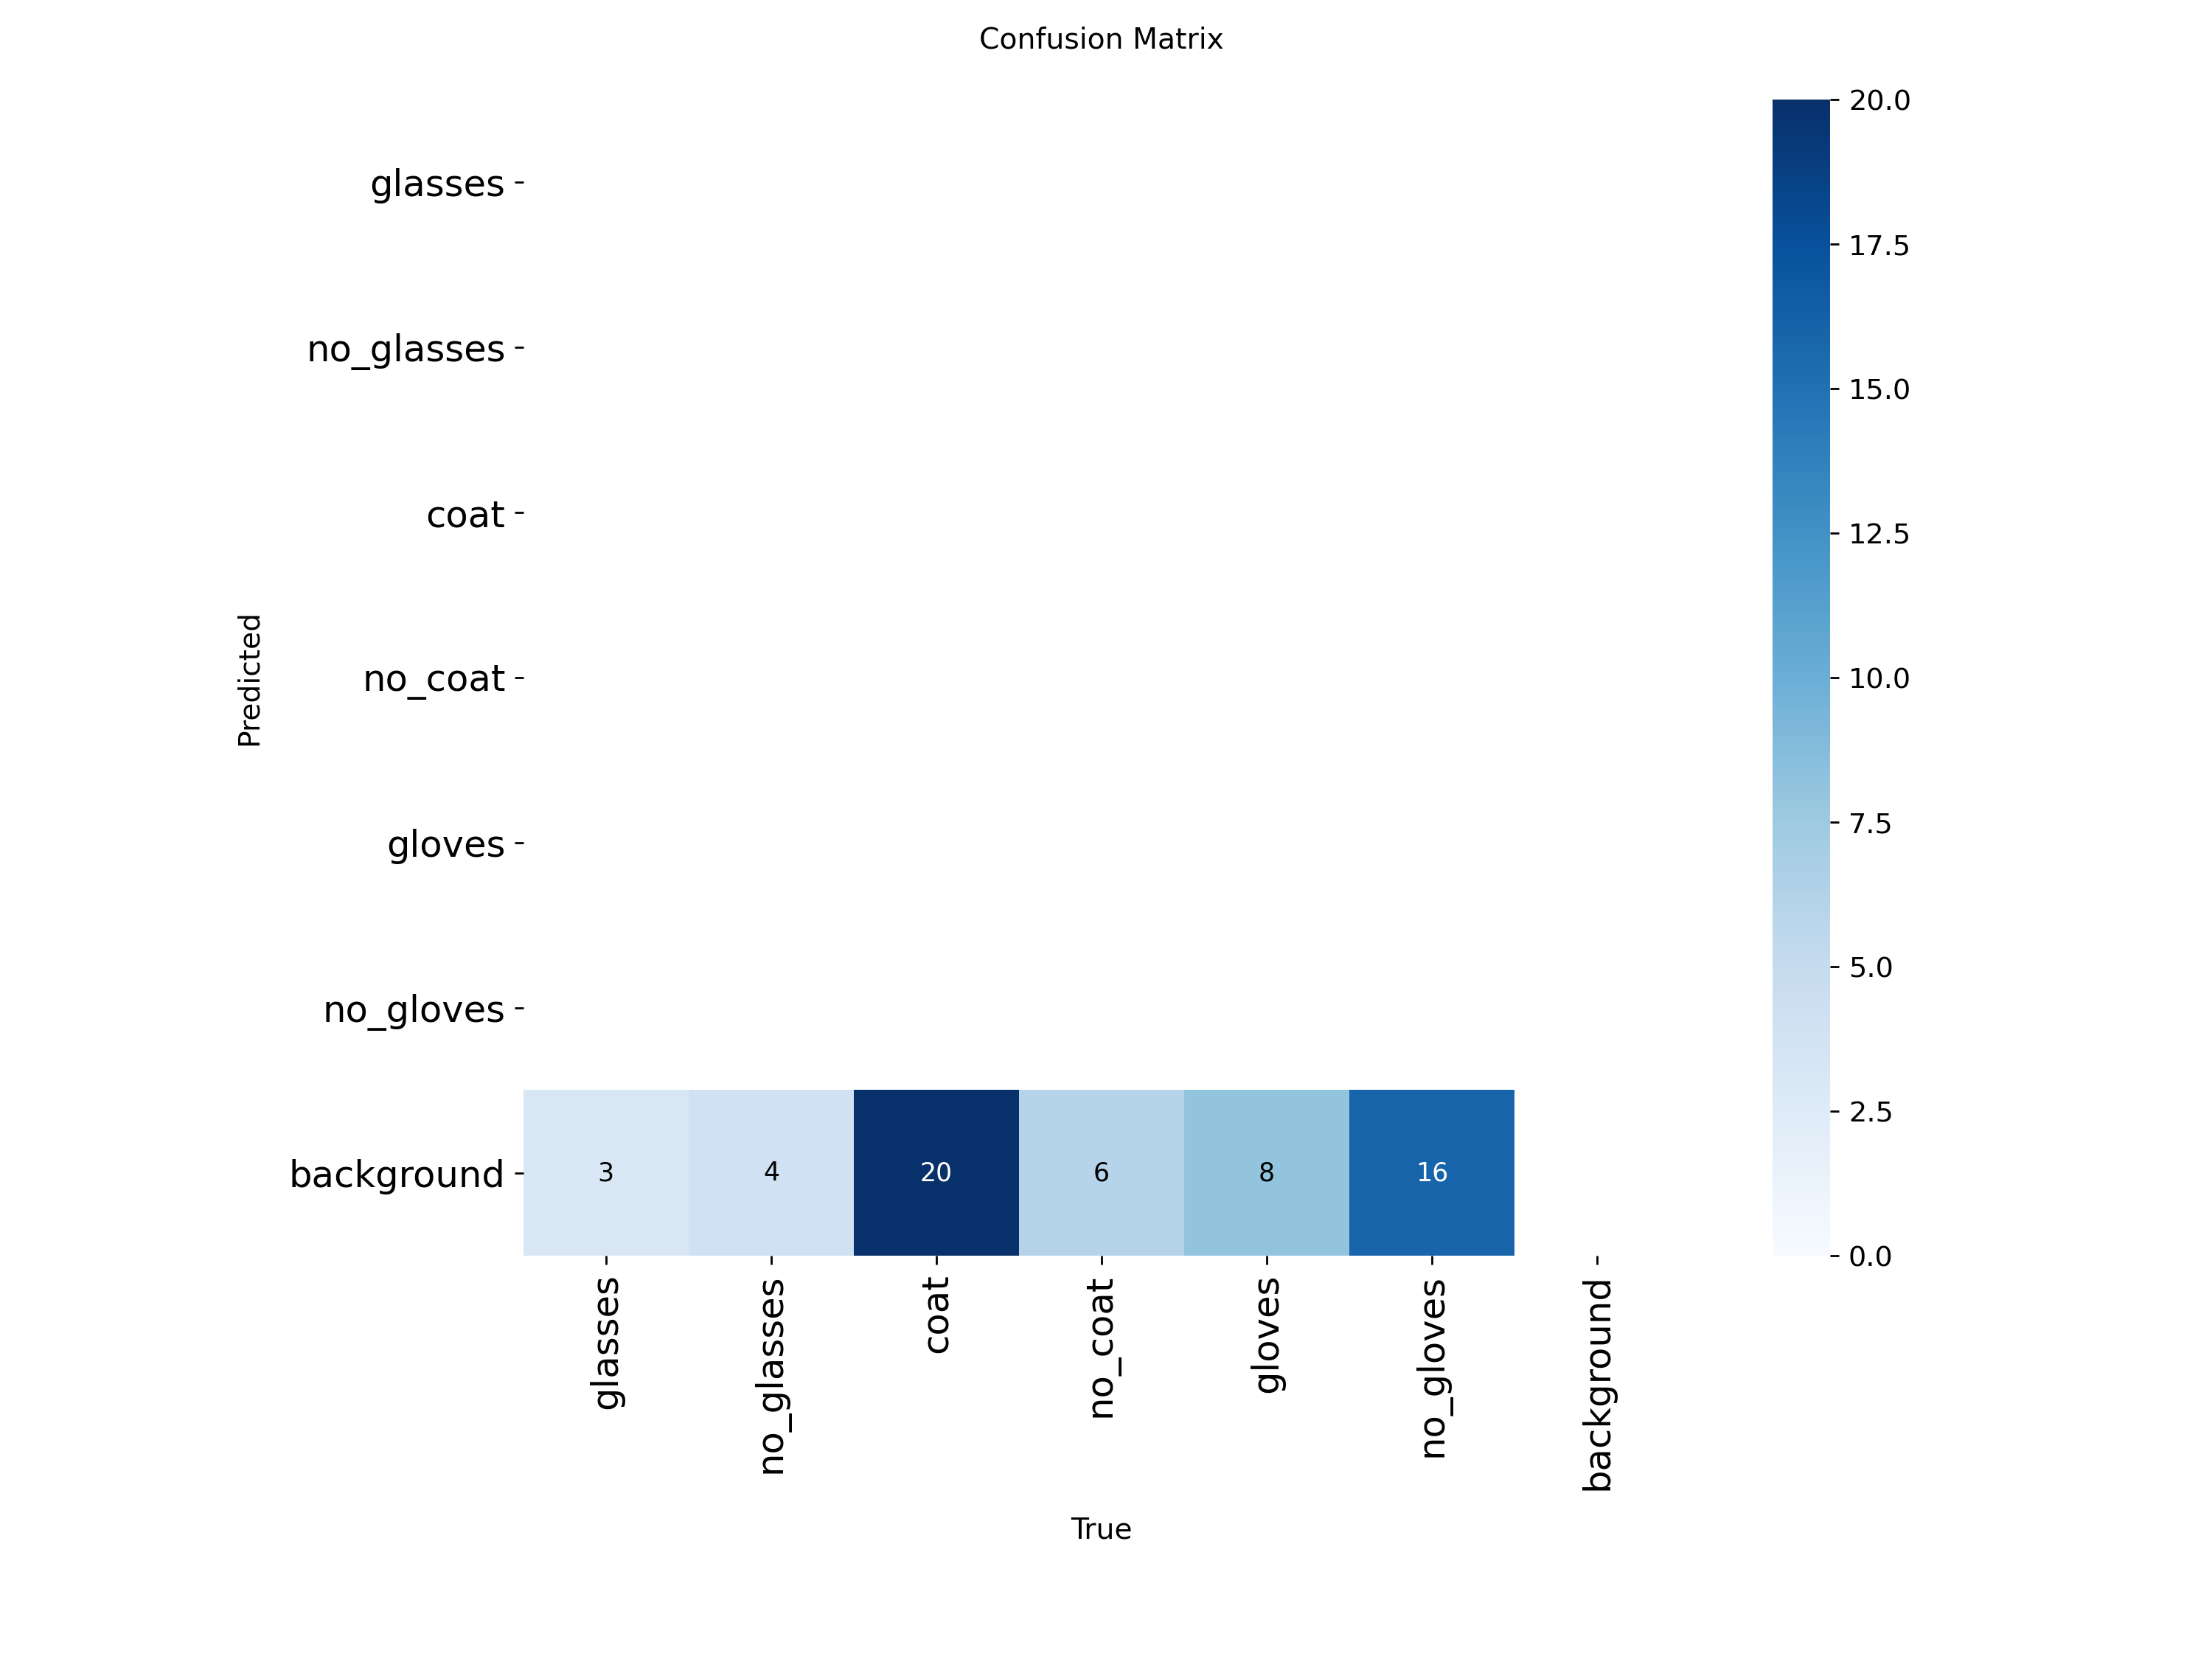 Confusion Matrix
glasses
no_glasses
coat
no_coat
gloves
no_gloves
background
Predicted
3 4 20 6 8 16
glasses
no_glasses
coat
no_coat
gloves
no_gloves
background
True
20.0
17.5
15.0
12.5
10.0
7.5
5.0
2.5
0.0